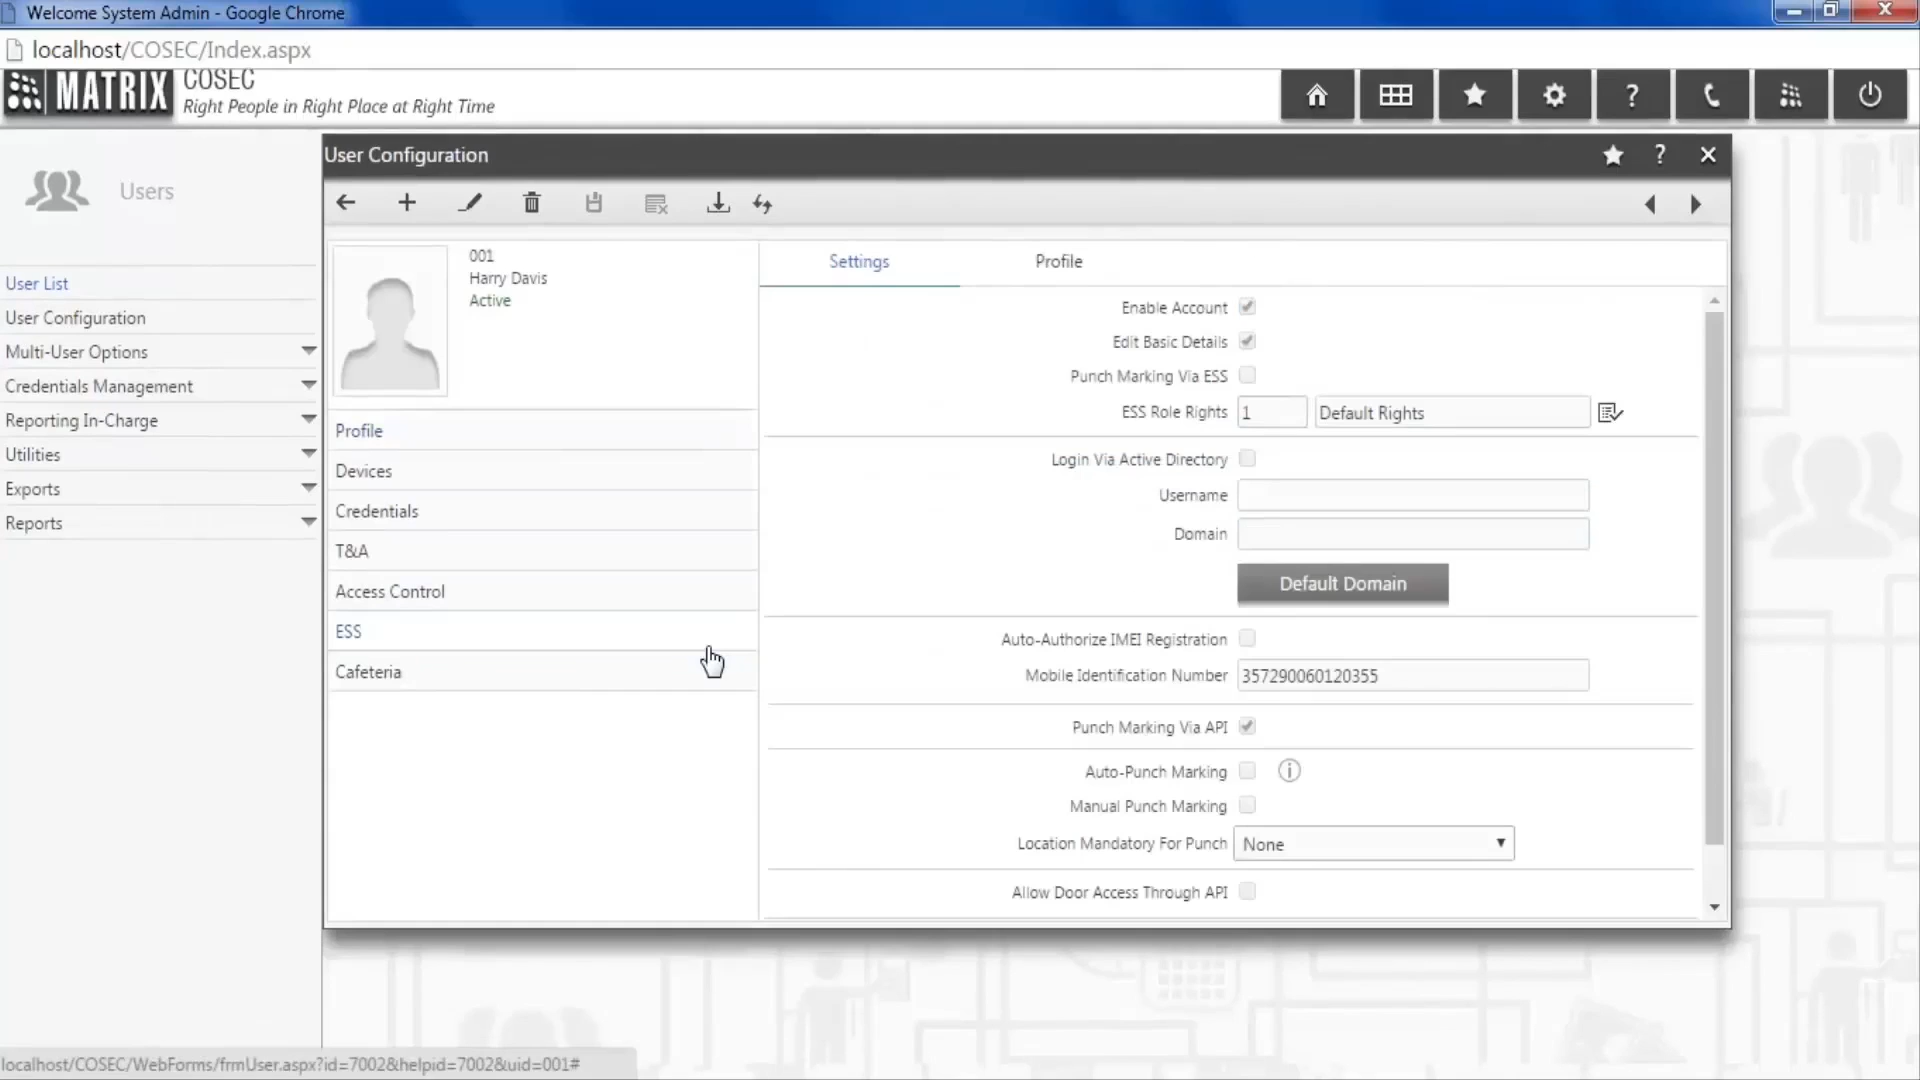 Welcome System Admin - Google Chrome
localhost/COSEC/Index.aspx
MATRIX
COSEC
Right People in Right Place at Right Time
Users
User List
User Configuration
Multi-User Options
Credentials Management
Reporting In-Charge
Utilities
Exports
Reports
User Configuration
001
Harry Davis
Active
Profile
Devices
Credentials
T&A
Access Control
ESS
Cafeteria
Settings Profile
Enable Account
Edit Basic Details
Punch Marking Via ESS
ESS Role Rights 1 Default Rights
Login Via Active Directory
Username
Domain
Default Domain
Auto-Authorize IMEI Registration
Mobile Identification Number 357290060120355
Punch Marking Via API
Auto-Punch Marking
Manual Punch Marking
Location Mandatory For Punch None
Allow Door Access Through API
localhost/COSEC/WebForms/frmUser.aspx?id=7002&helpid=7002&uid=001#